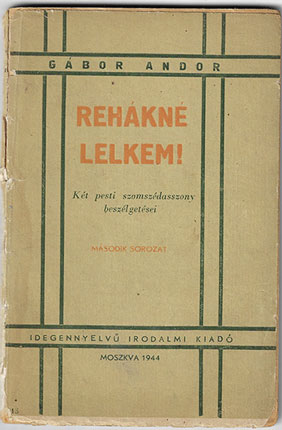 GÁBOR ANDOR
REHÁKNÉ
LELKEM!
Két pesti szomszédasszony
beszélgetései
MÁSODIK SOROZAT
IDEGENNYELVŰ IRODALMI KIADÓ
MOSZKVA 1944